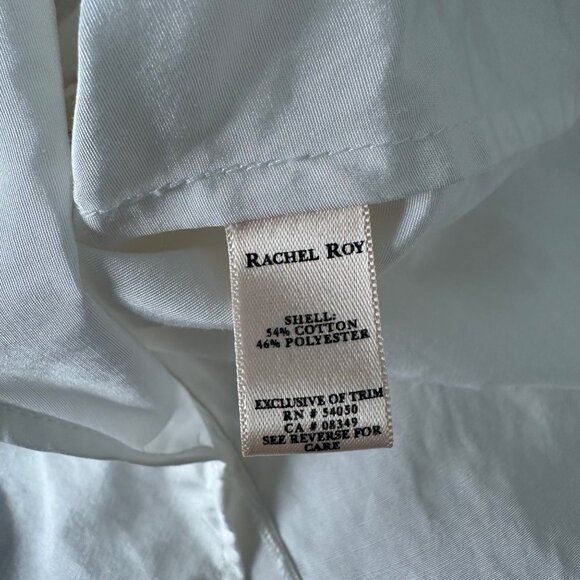 RACHEL ROY
SHELL:
54% COTTON
46% POLYESTER
EXCLUSIVE OF TRIM
RN # 54050
CA # 08349
SEE REVERSE FOR
CARE